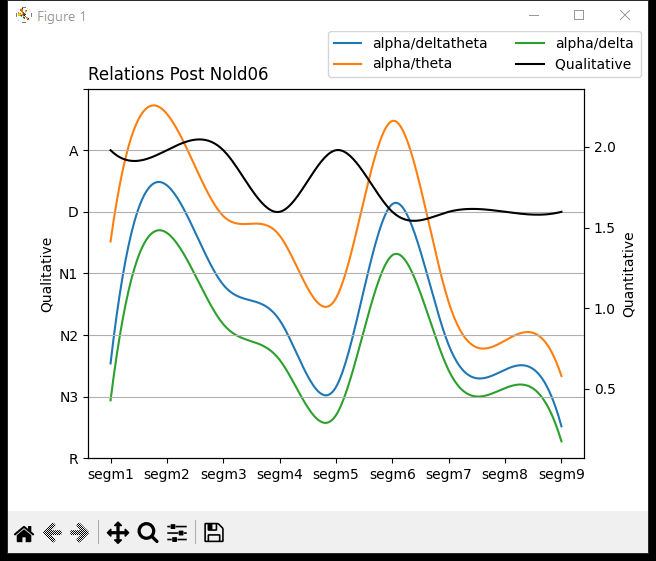 Figure 1
alpha/deltatheta
alpha/delta
alpha/theta
Qualitative
Relations Post Nold06
A
D
N1
N2
N3
R
Qualitative
2.0
1.5
1.0
0.5
Quantitative
segm1 segm2 segm3 segm4 segm5 segm6 segm7 segm8 segm9